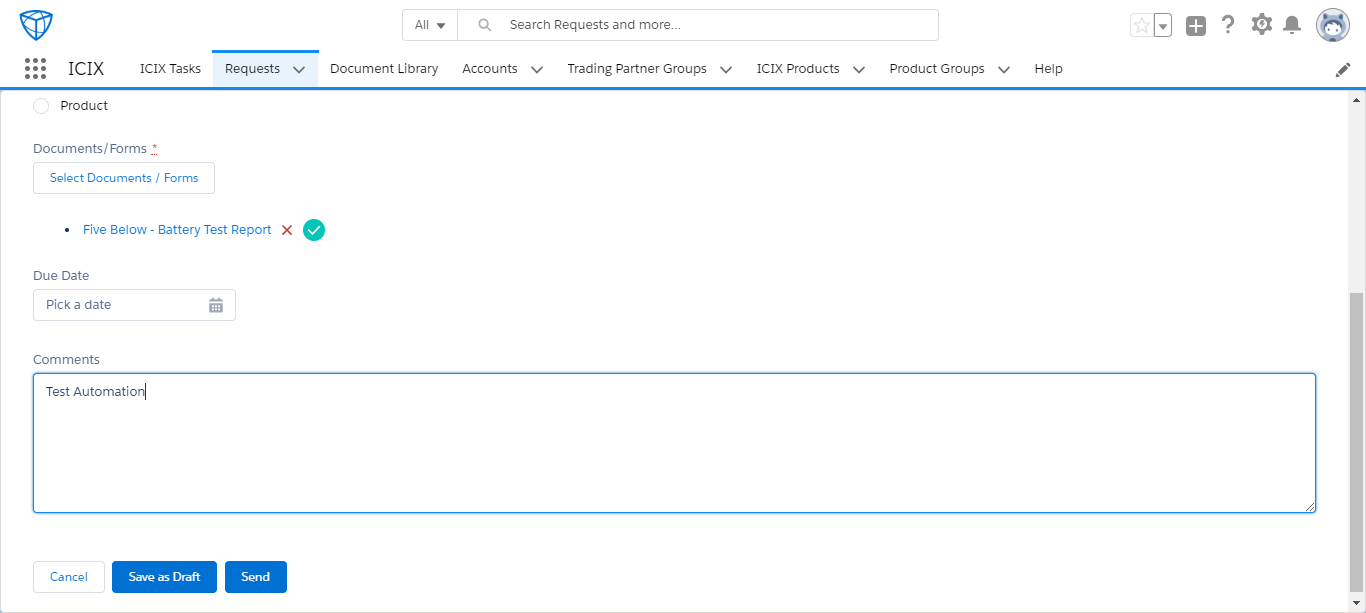 All
Search Requests and more...
ICIX
ICIX Tasks
Requests
Document Library
Accounts
Trading Partner Groups
ICIX Products
Product Groups
Help
Product
Documents/Forms *
Select Documents / Forms
Five Below - Battery Test Report
Due Date
Pick a date
Comments
Test Automation
Cancel
Save as Draft
Send